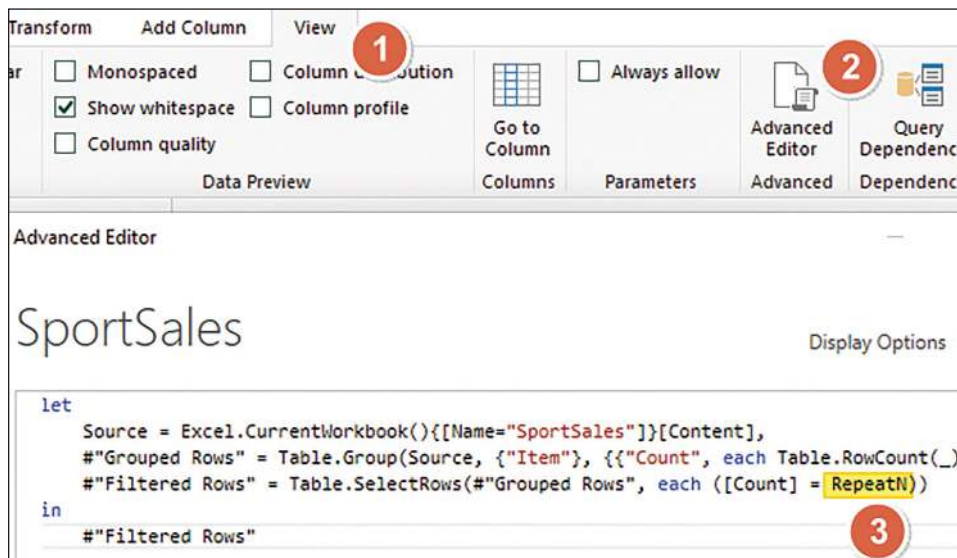 Transform Add Column View
1
ar Monospaced Column distribution Always allow 2
Show whitespace Column profile
Column quality
Go to
Column
Advanced
Editor
Query
Dependenc
Data Preview Columns Parameters Advanced Dependenc
Advanced Editor
SportSales
Display Options
let
Source = Excel.CurrentWorkbook(){[Name="SportSales"]}[Content],
#"Grouped Rows" = Table.Group(Source, {"Item"}, {{"Count", each Table.RowCount(_)
#"Filtered Rows" = Table.SelectRows(#"Grouped Rows", each ([Count] = RepeatN))
in
#"Filtered Rows"
3